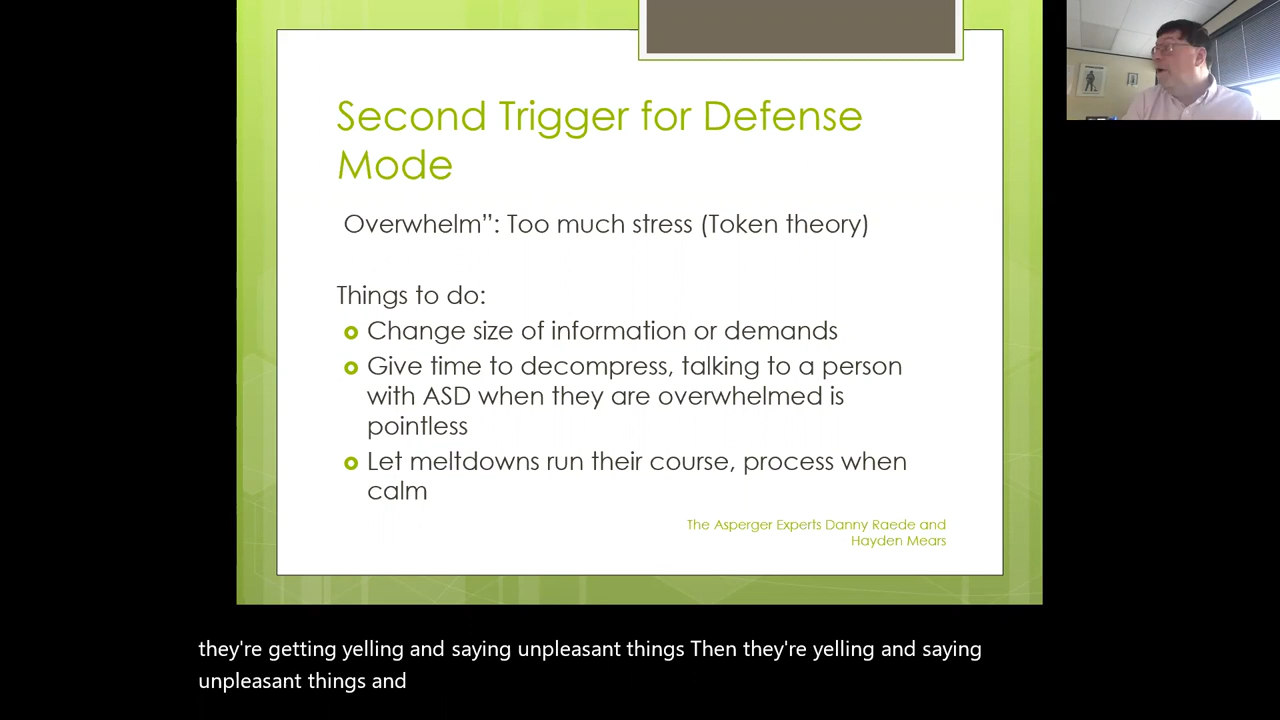 Second Trigger for Defense
Mode
Overwhelm”: Too much stress (Token theory)
Things to do:
Change size of information or demands
Give time to decompress, talking to a person
with ASD when they are overwhelmed is
pointless
Let meltdowns run their course, process when
calm
The Asperger Experts Danny Raede and
Hayden Mears
they're getting yelling and saying unpleasant things Then they're yelling and saying
unpleasant things and